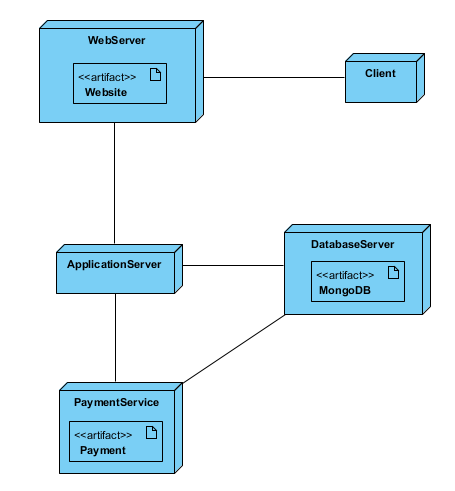 WebServer
<<artifact>>
Website
Client
ApplicationServer
DatabaseServer
<<artifact>>
MongoDB
PaymentService
<<artifact>>
Payment